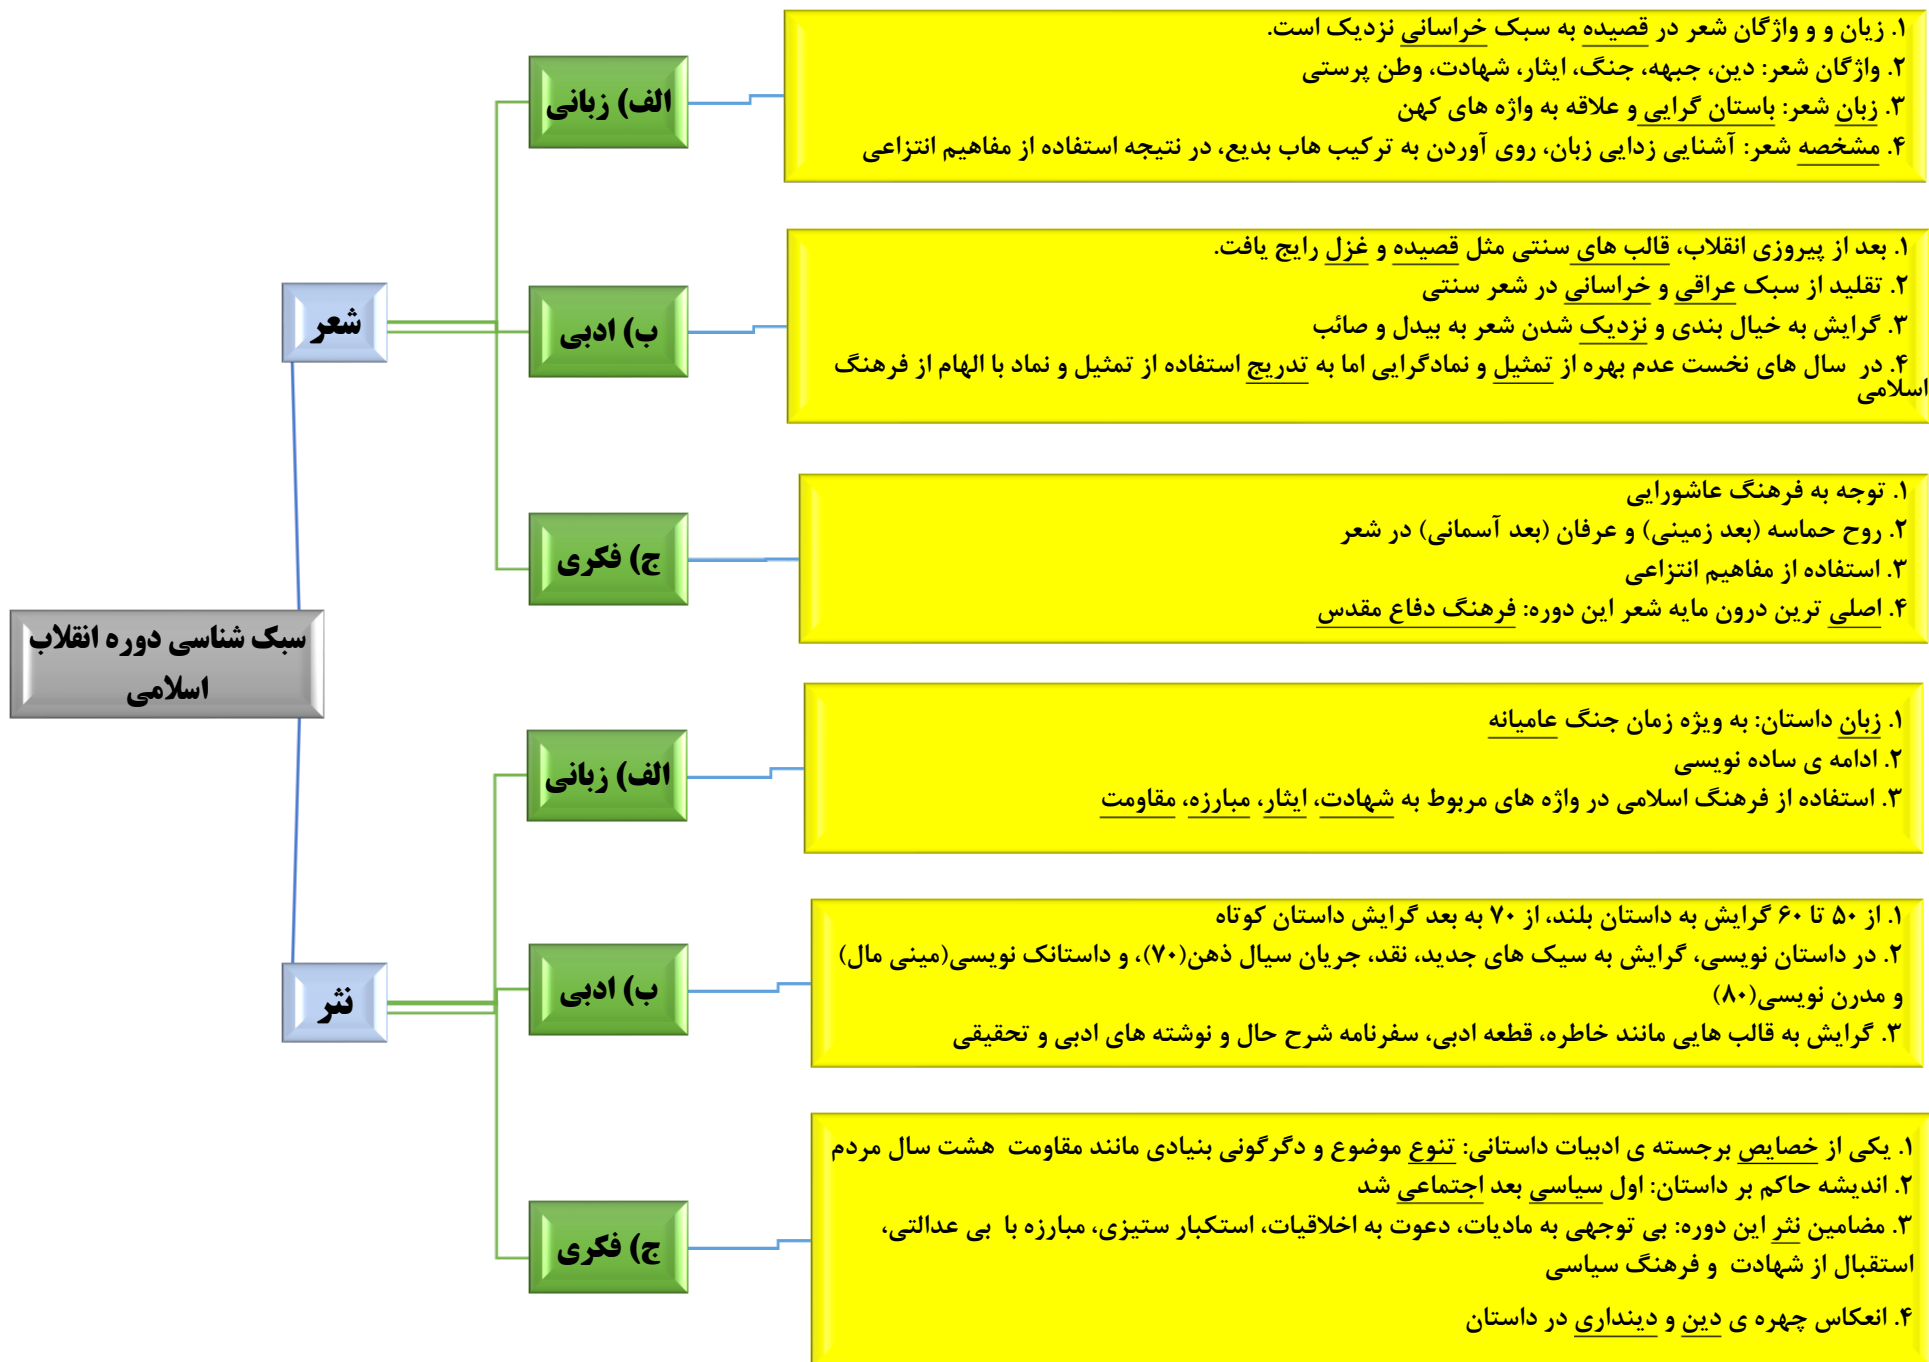 سبک شناسی دوره انقلاب
اسلامی
شعر
الف) زبانی
۱. زیان و و واژگان شعر در قصیده به سبک خراسانی نزدیک است.
۲. واژگان شعر: دین، جبهه، جنگ، ایثار، شهادت، وطن پرستی
۳. زبان شعر: باستان گرایی و علاقه به واژه های کهن
۴. مشخصه شعر: آشنایی زدایی زبان، روی آوردن به ترکیب هاب بدیع، در نتیجه استفاده از مفاهیم انتزاعی
ب) ادبی
۱. بعد از پیروزی انقلاب، قالب های سنتی مثل قصیده و غزل رایج یافت.
۲. تقلید از سبک عراقی و خراسانی در شعر سنتی
۳. گرایش به خیال بندی و نزدیک شدن شعر به بیدل و صائب
۴. در سال های نخست عدم بهره از تمثیل و نمادگرایی اما به تدریج استفاده از تمثیل و نماد با الهام از فرهنگ
اسلامی
ج) فکری
۱. توجه به فرهنگ عاشورایی
۲. روح حماسه (بعد زمینی) و عرفان (بعد آسمانی) در شعر
۳. استفاده از مفاهیم انتزاعی
۴. اصلی ترین درون مایه شعر این دوره: فرهنگ دفاع مقدس
نثر
الف) زبانی
۱. زبان داستان: به ویژه زمان جنگ عامیانه
۲. ادامه ی ساده نویسی
۳. استفاده از فرهنگ اسلامی در واژه های مربوط به شهادت، ایثار، مبارزه، مقاومت
ب) ادبی
۱. از ۵۰ تا ۶۰ گرایش به داستان بلند، از ۷۰ به بعد گرایش داستان کوتاه
۲. در داستان نویسی، گرایش به سیک های جدید، نقد، جریان سیال ذهن(۷۰)، و داستانک نویسی(مینی مال)
و مدرن نویسی(۸۰)
۳. گرایش به قالب هایی مانند خاطره، قطعه ادبی، سفرنامه شرح حال و نوشته های ادبی و تحقیقی
ج) فکری
۱. یکی از خصایص برجسته ی ادبیات داستانی: تنوع موضوع و دگرگونی بنیادی مانند مقاومت هشت سال مردم
۲. اندیشه حاکم بر داستان: اول سیاسی بعد اجتماعی شد
۳. مضامین نثر این دوره: بی توجهی به مادیات، دعوت به اخلاقیات، استکبار ستیزی، مبارزه با بی عدالتی،
استقبال از شهادت و فرهنگ سیاسی
۴. انعکاس چهره ی دین و دینداری در داستان